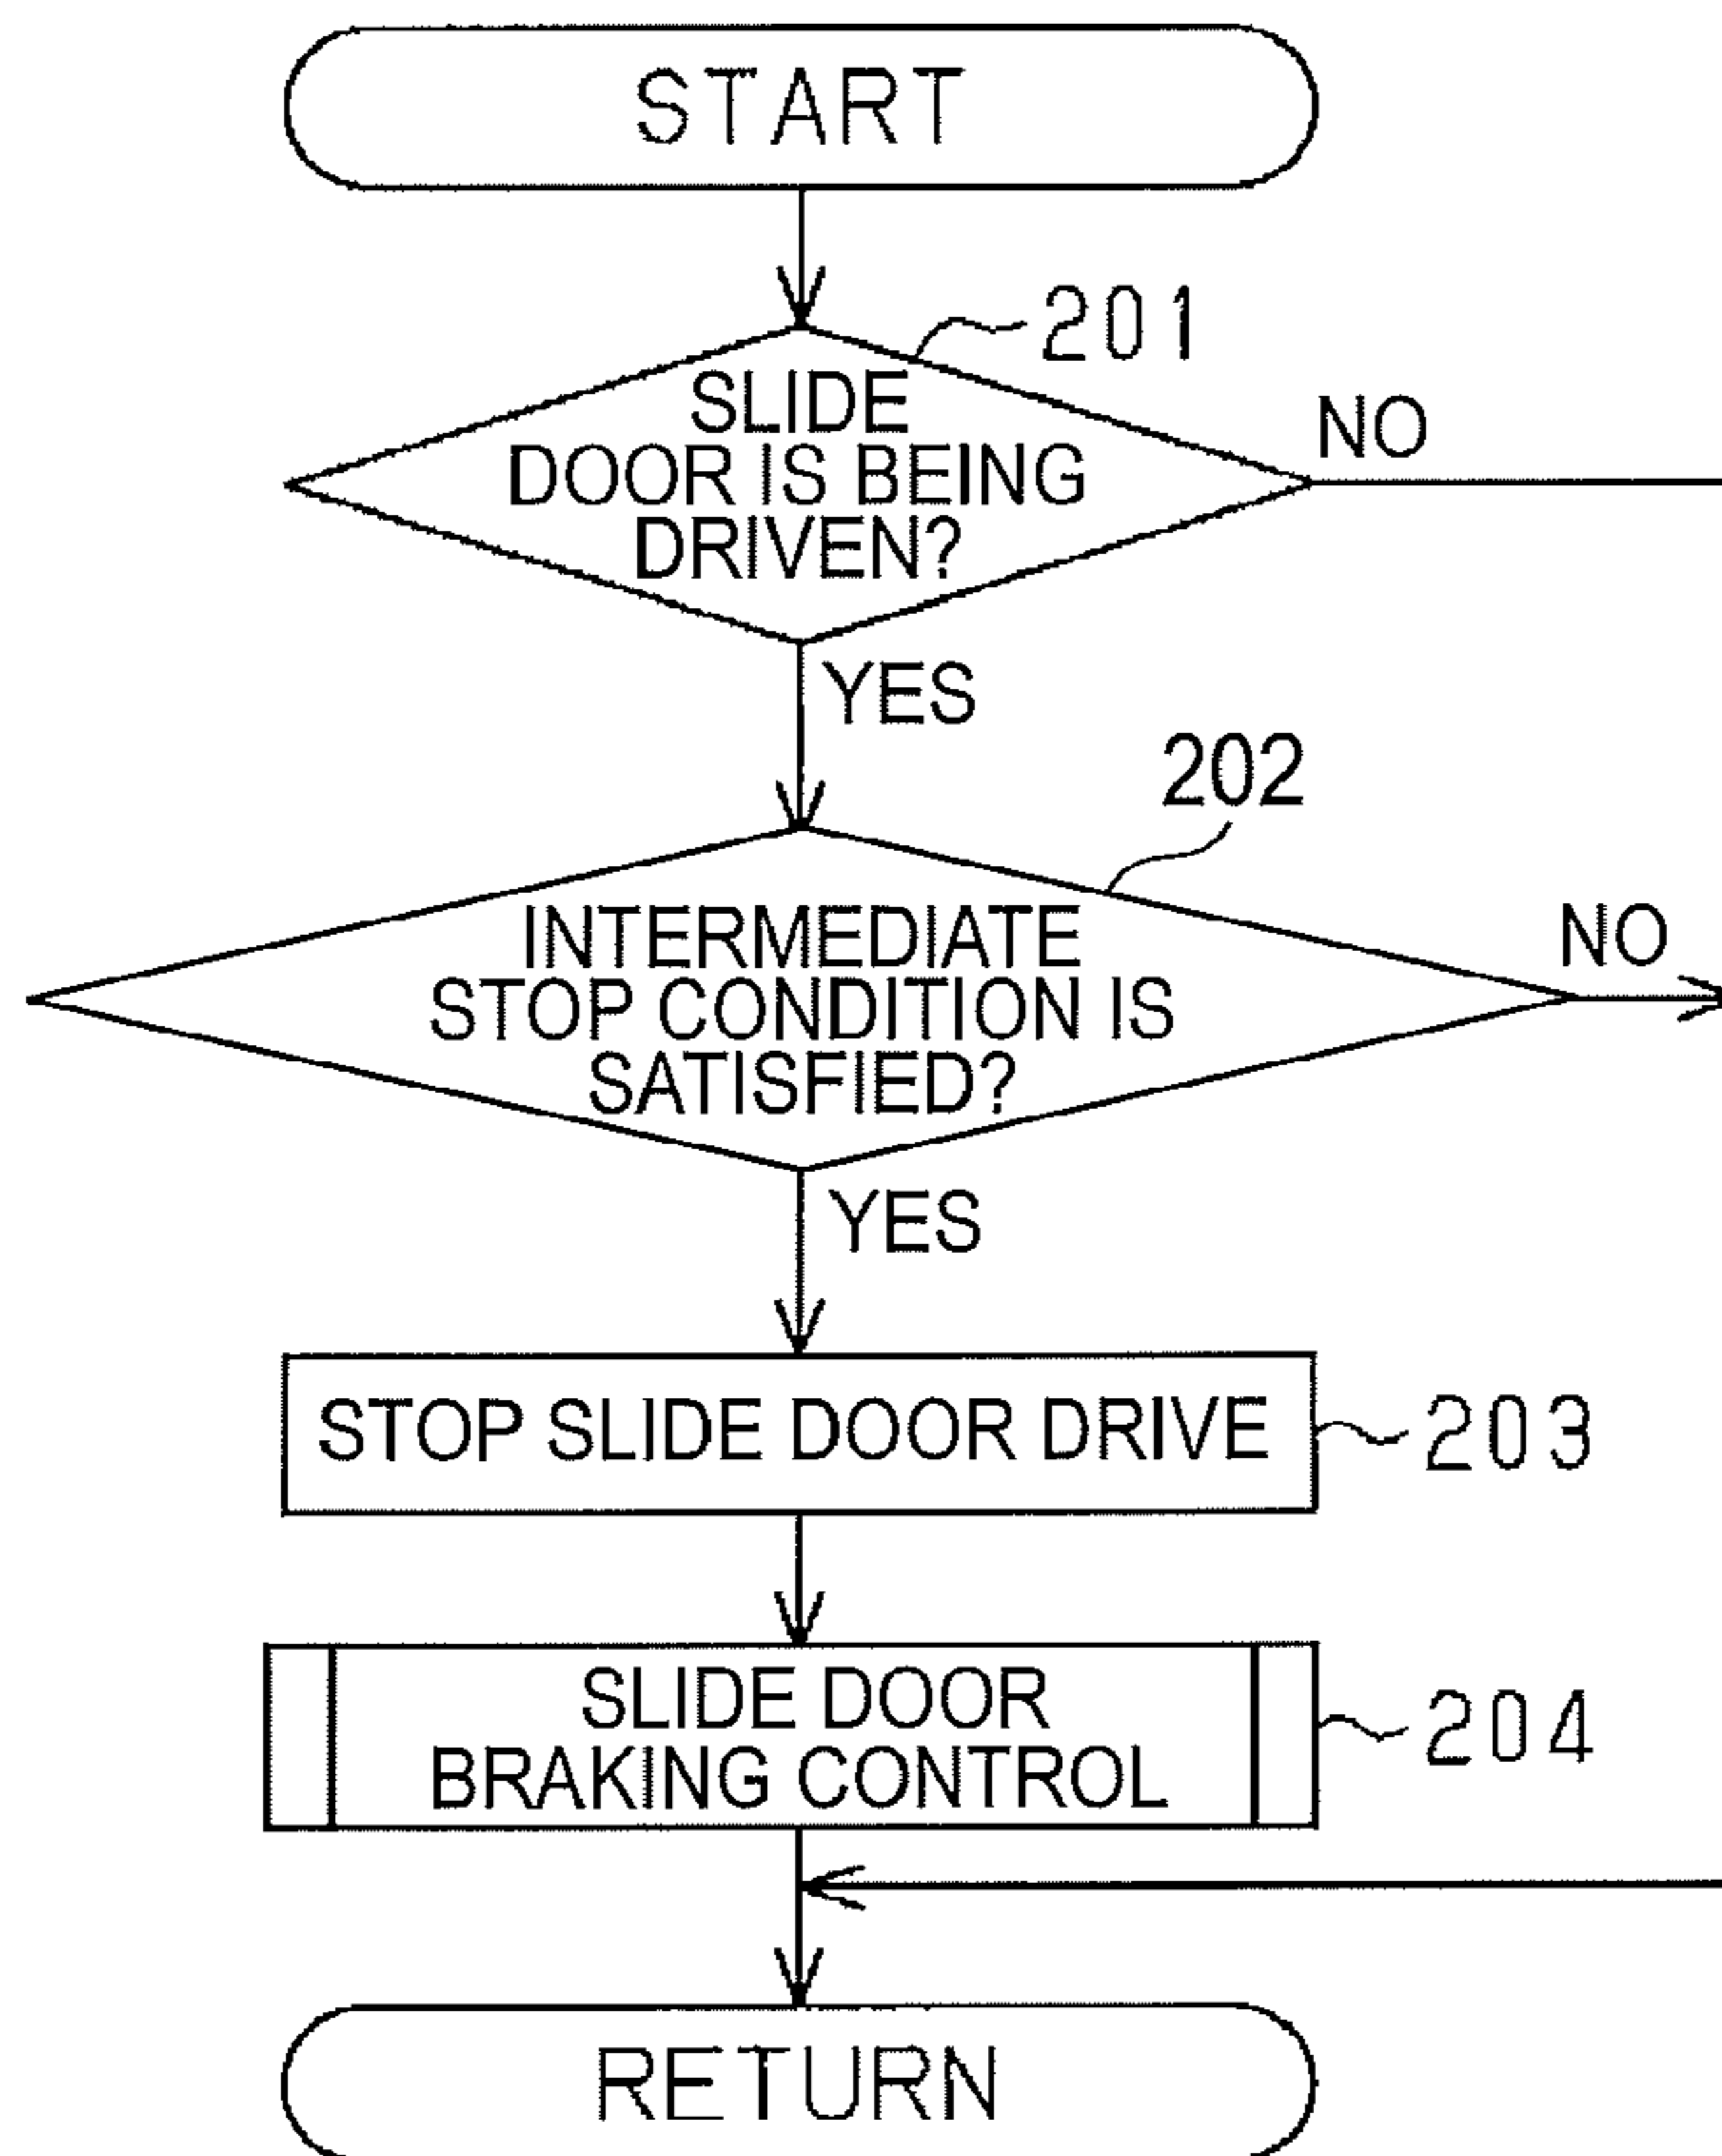 START
201
SLIDE
DOOR IS BEING
DRIVEN?
NO
YES
202
INTERMEDIATE
STOP CONDITION IS
SATISFIED?
NO
YES
STOP SLIDE DOOR DRIVE
203
SLIDE DOOR
BRAKING CONTROL
204
RETURN